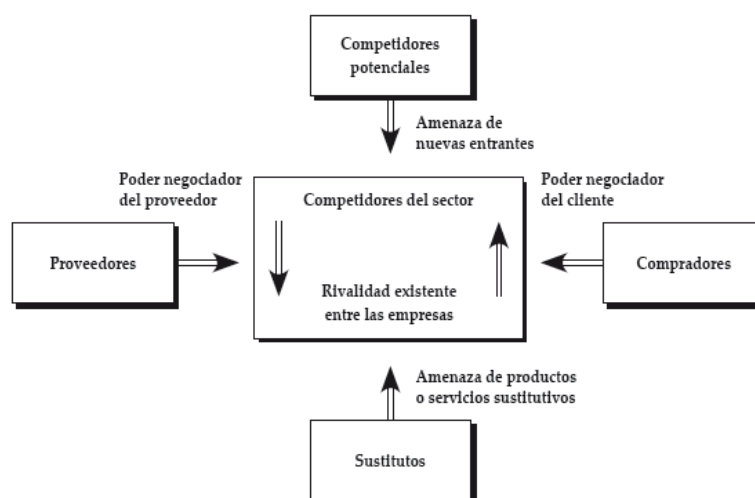 Competidores
potenciales
Amenaza de
nuevas entrantes
Poder negociador
del proveedor
Competidores del sector
Poder negociador
del cliente
Proveedores
Compradores
Rivalidad existente
entre las empresas
Amenaza de productos
o servicios sustitutivos
Sustitutos